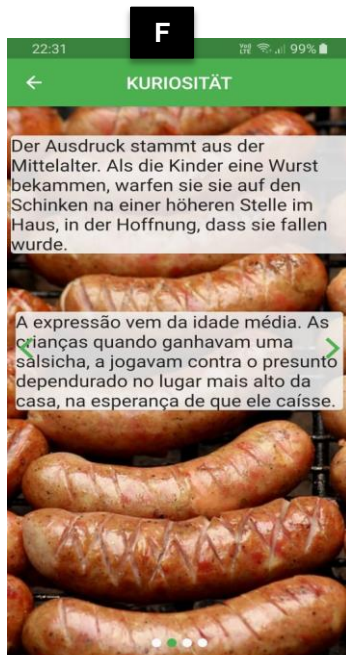 F
22:31
Vo)) LTE 99%
KURIOSITÄT
Der Ausdruck stammt aus der
Mittelalter. Als die Kinder eine Wurst
bekammen, warfen sie sie auf den
Schinken na einer höheren Stelle im
Haus, in der Hoffnung, dass sie fallen
wurde.
A expressão vem da idade média. As
crianças quando ganhavam uma
salsicha, a jogavam contra o presunto
dependurado no lugar mais alto da
casa, na esperança de que ele caísse.